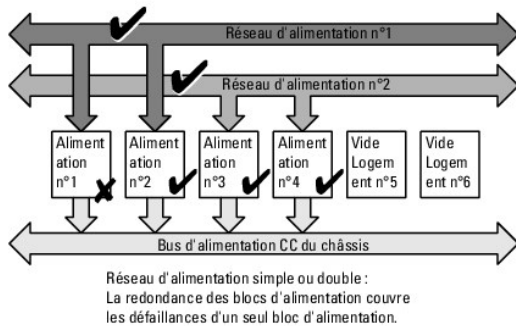 Réseau d'alimentation n°1
Réseau d'alimentation n°2
Aliment
ation
n°1
Aliment
ation
n°2
Aliment
ation
n°3
Aliment
ation
n°4
Vide
Logem
ent n°5
Vide
Logem
ent n°6
Bus d'alimentation CC du châssis
Réseau d'alimentation simple ou double :
La redondance des blocs d'alimentation couvre
les défaillances d'un seul bloc d'alimentation.